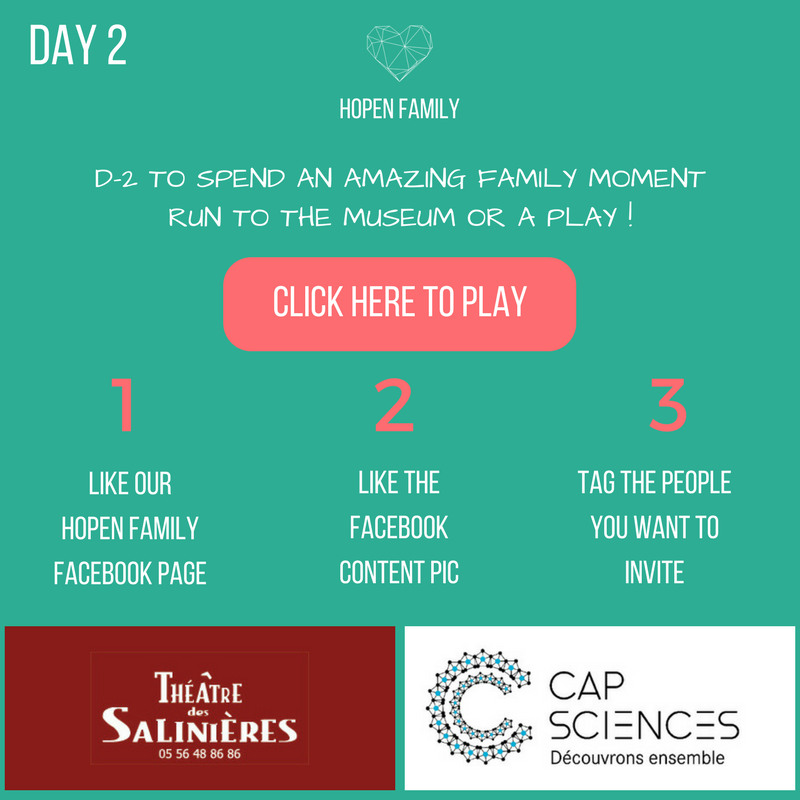 DAY 2
HOPEN FAMILY
D-2 TO SPEND AN AMAZING FAMILY MOMENT
RUN TO THE MUSEUM OR A PLAY !
CLICK HERE TO PLAY
1
LIKE OUR
HOPEN FAMILY
FACEBOOK PAGE
2
LIKE THE
FACEBOOK
CONTENT PIC
3
TAG THE PEOPLE
YOU WANT TO
INVITE
THÉÂTRE
des
SALINIÈRES
05 56 48 86 86
CAP
SCIENCES
Découvrons ensemble